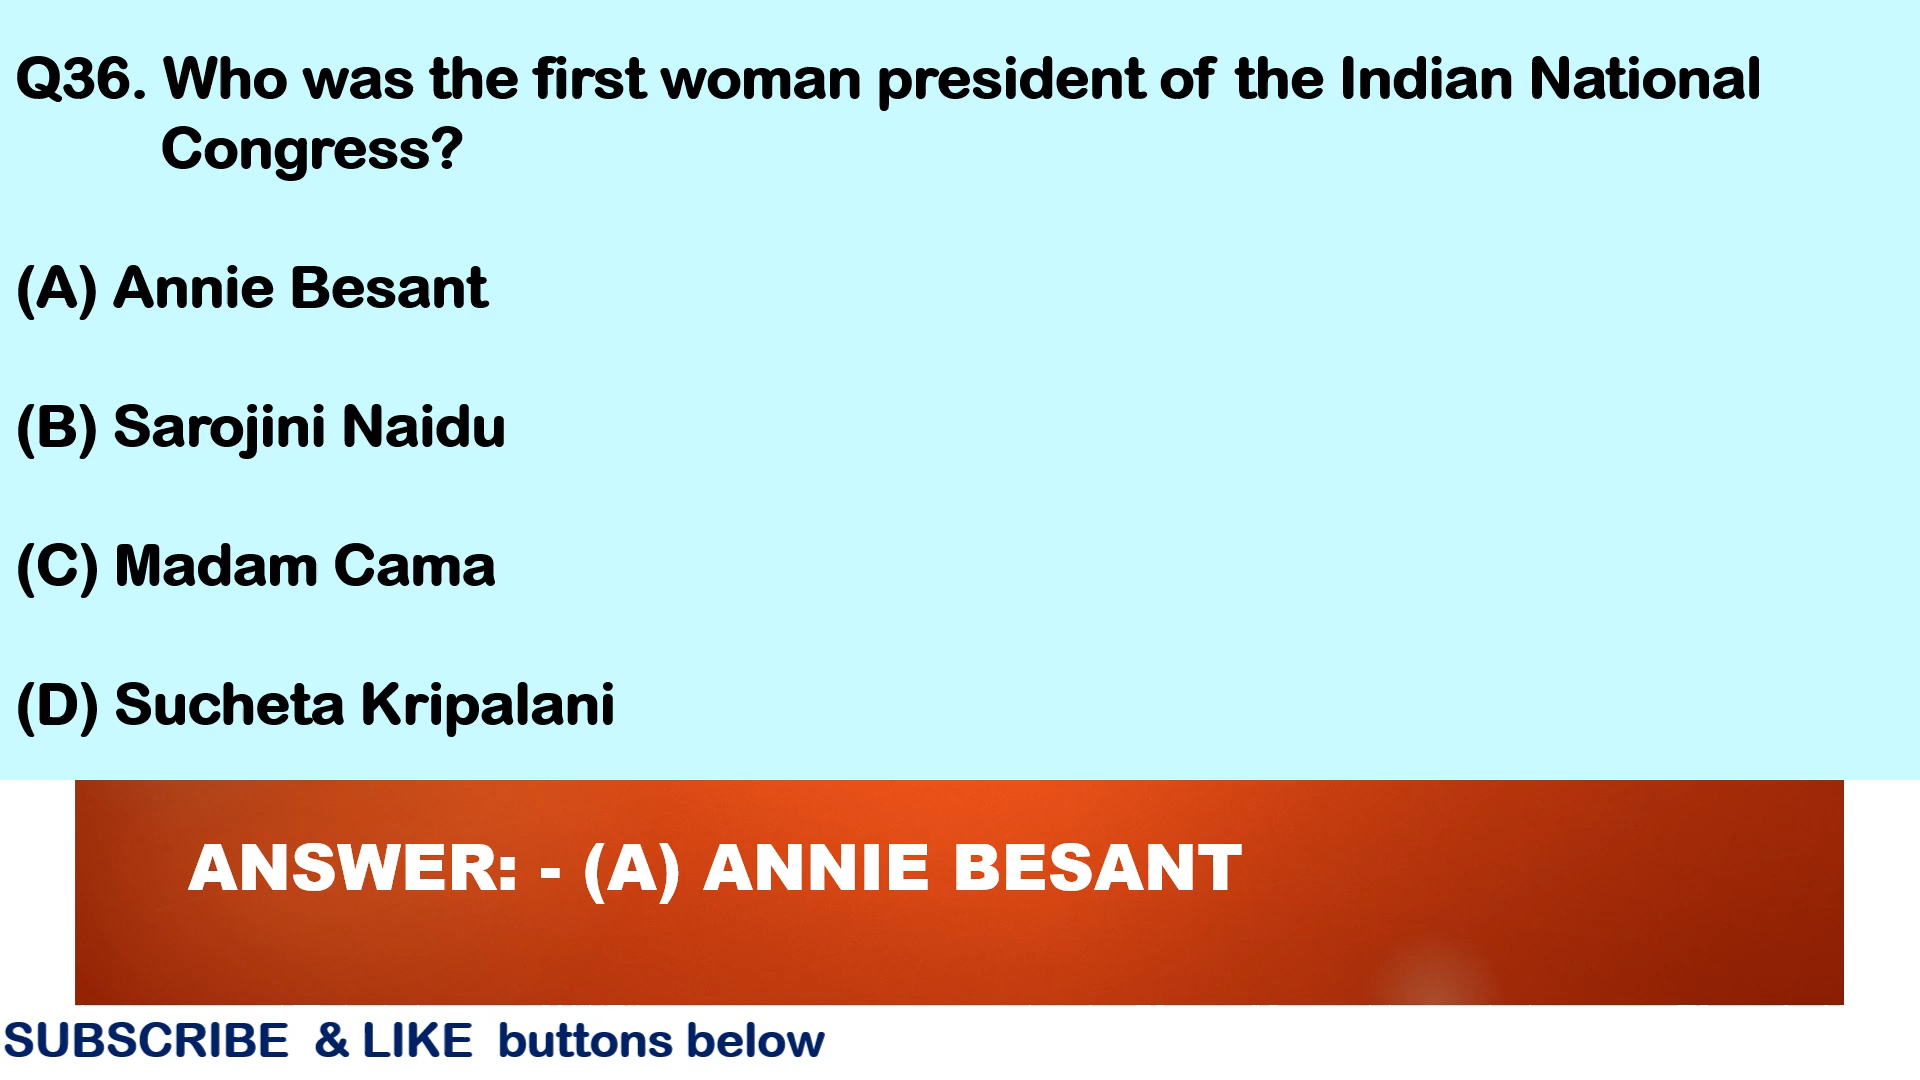 Q36. Who was the first woman president of the Indian National
Congress?
(A) Annie Besant
(B) Sarojini Naidu
(C) Madam Cama
(D) Sucheta Kripalani
ANSWER: - (A) ANNIE BESANT
SUBSCRIBE & LIKE buttons below